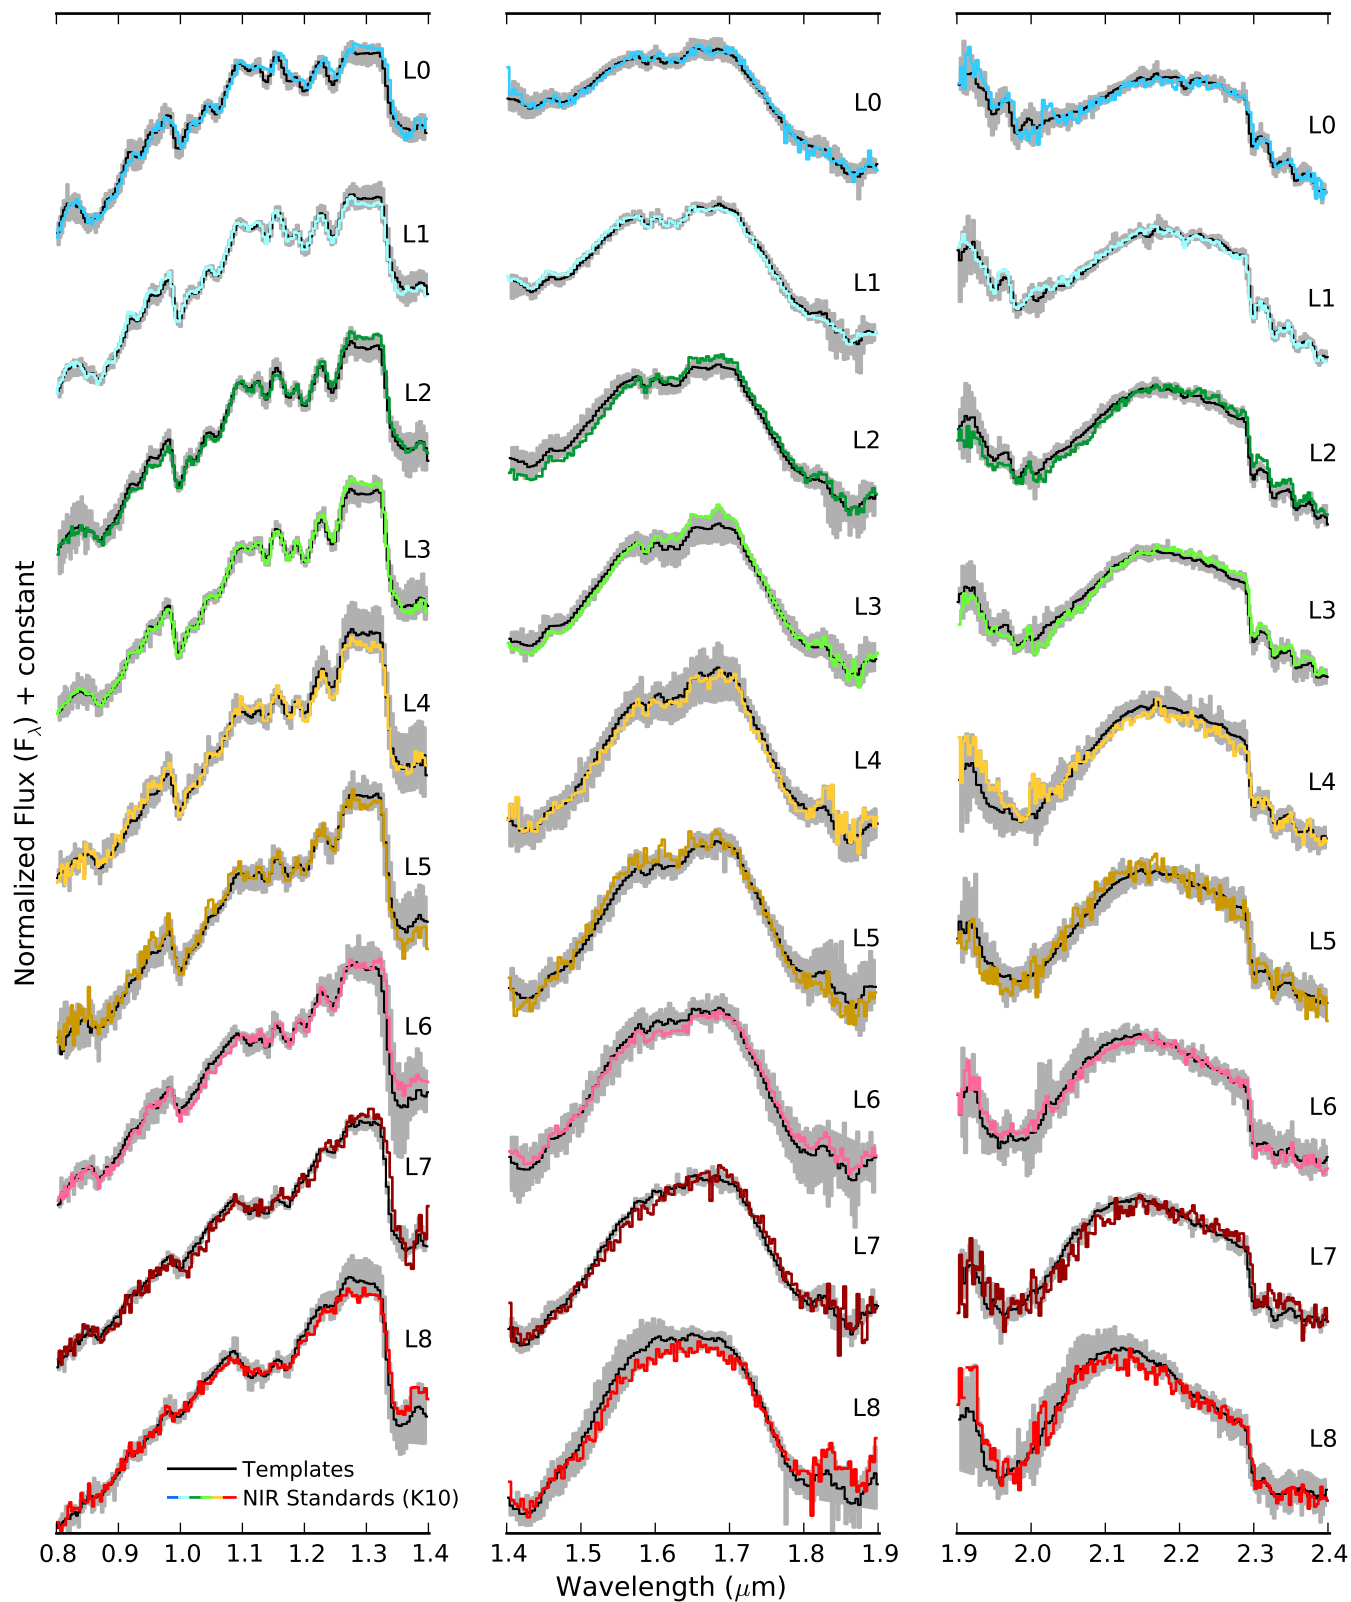 L0
L1
L2
L3
L4
L5
L6
L7
L8
L0
L1
L2
L3
L4
L5
L6
L7
L8
L0
L1
L2
L3
L4
L5
L6
L7
L8
Normalized Flux (Fλ) + constant
Templates
NIR Standards (K10)
0.8 0.9 1.0 1.1 1.2 1.3 1.4
1.4 1.5 1.6 1.7 1.8 1.9
1.9 2.0 2.1 2.2 2.3 2.4
Wavelength (μm)